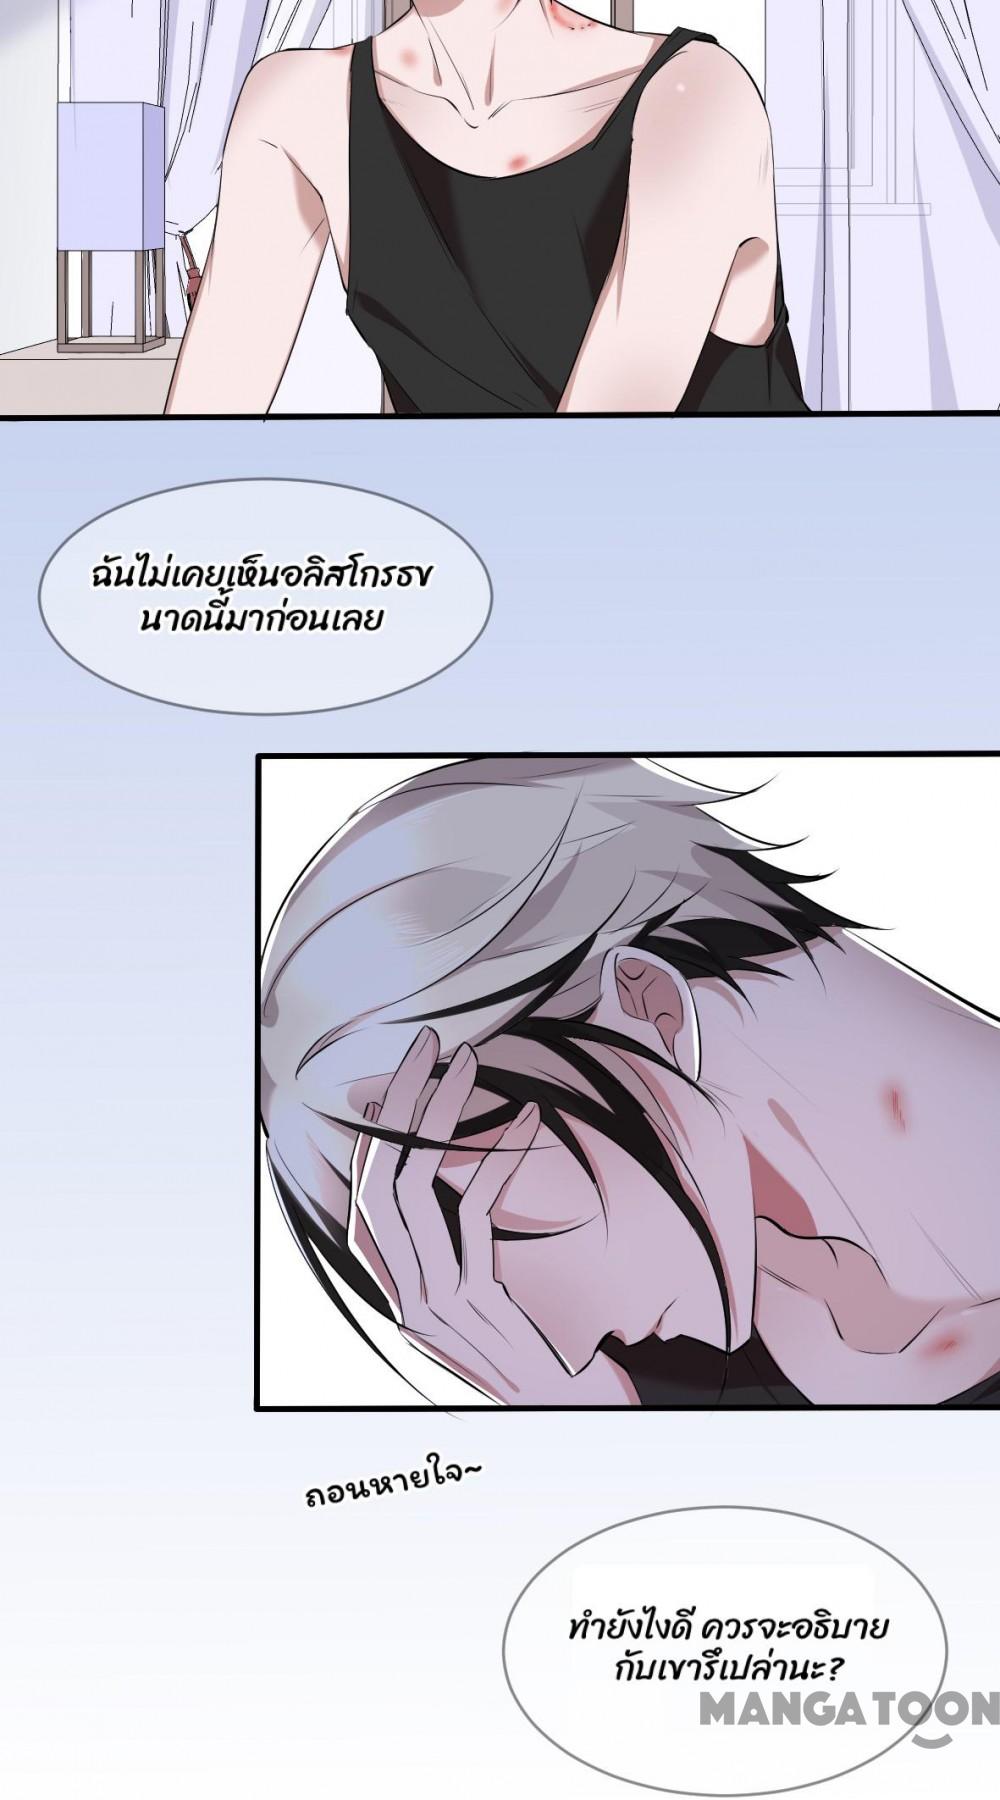 ฉันไม่เคยเห็นอลิสโกรธข
นาดนี้มาก่อนเลย
ถอนหายใจ~
ทำยังไงดี ควรจะอธิบาย
กับเขารึเปล่านะ?
MANGATOON